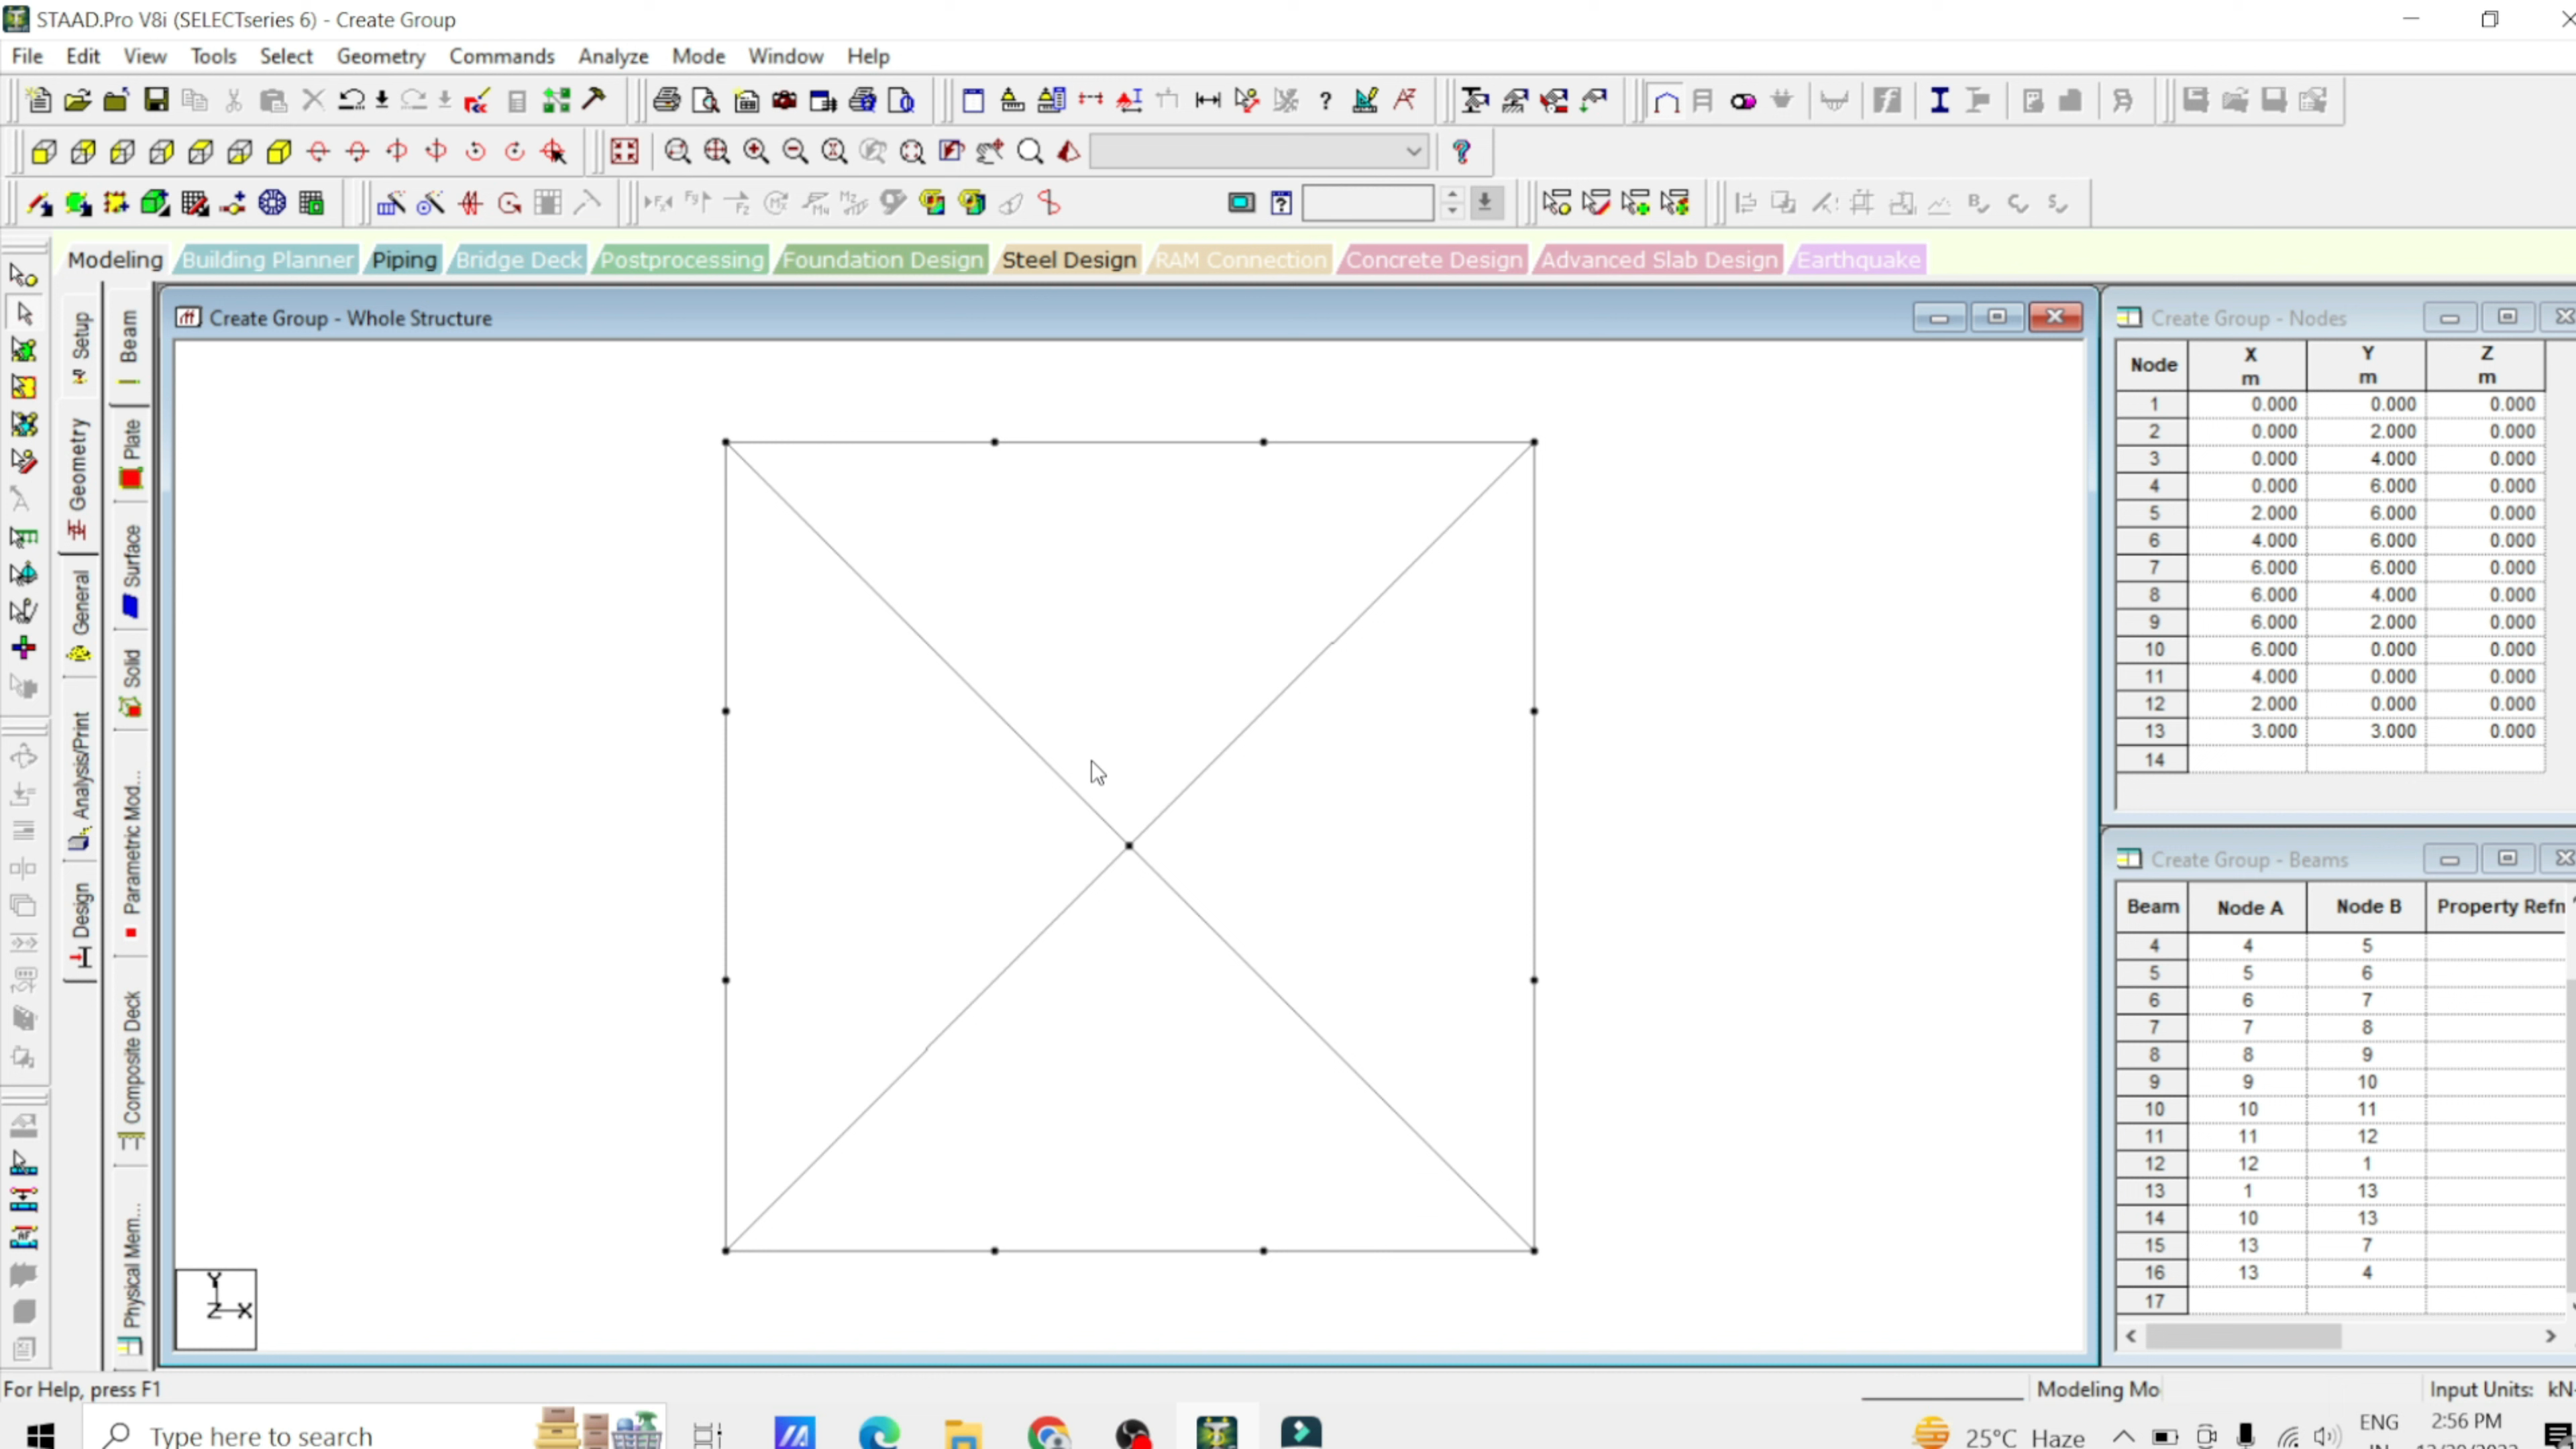 STAAD.Pro V8i (SELECTseries 6) - Create Group
File Edit View Tools Select Geometry Commands Analyze Mode Window Help
Modeling Building Planner Piping Bridge Deck Postprocessing Foundation Design Steel Design RAM Connection Concrete Design Advanced Slab Design Earthquake
Setup
Geometry
General
Analysis/Print
Design
Beam
Plate
Surface
Solid
Parametric Mod...
Composite Deck
Physical Mem...
Create Group - Whole Structure
Y
Z X
Create Group - Nodes
Node X m Y m Z m
1 0.000 0.000 0.000
2 0.000 2.000 0.000
3 0.000 4.000 0.000
4 0.000 6.000 0.000
5 2.000 6.000 0.000
6 4.000 6.000 0.000
7 6.000 6.000 0.000
8 6.000 4.000 0.000
9 6.000 2.000 0.000
10 6.000 0.000 0.000
11 4.000 0.000 0.000
12 2.000 0.000 0.000
13 3.000 3.000 0.000
14
Create Group - Beams
Beam Node A Node B Property Refn
4 4 5
5 5 6
6 6 7
7 7 8
8 8 9
9 9 10
10 10 11
11 11 12
12 12 1
13 1 13
14 10 13
15 13 7
16 13 4
17
For Help, press F1
Modeling Mo
Input Units: kN
Type here to search
25°C Haze
ENG
2:56 PM